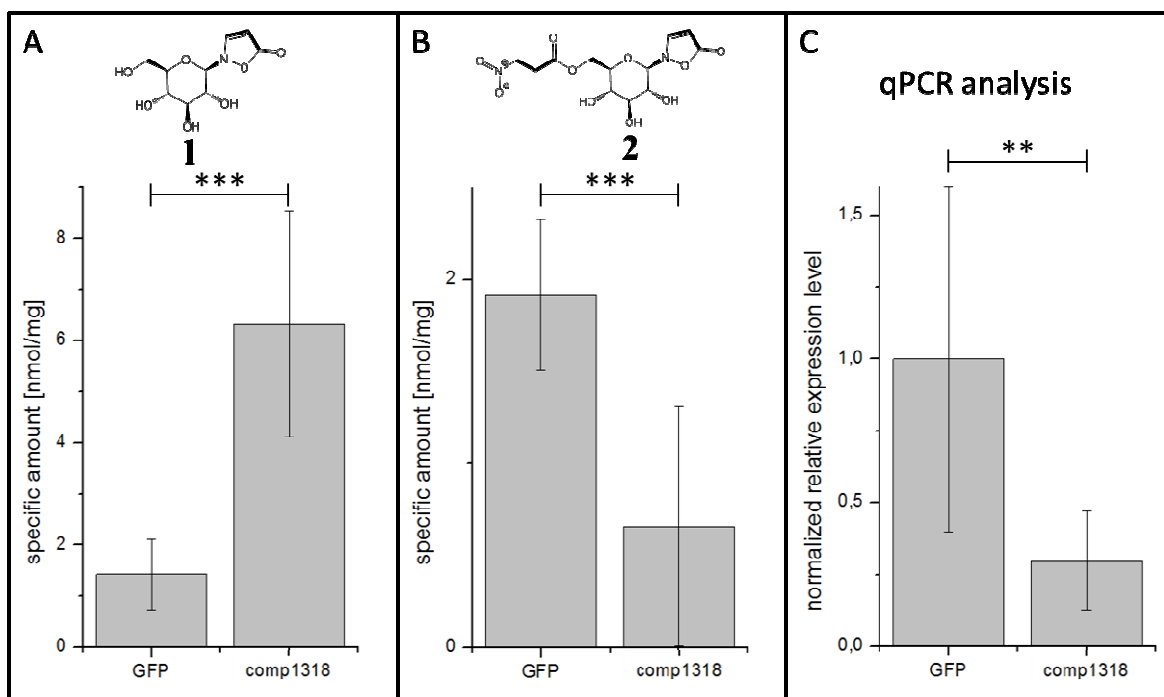 A
HO
O
N
O
O
HO
OH
OH
1
***
specific amount [nmol/mg]
8
6
4
2
0
GFP
comp1318
B
O
N
O
O
O
O
N
O
O
HO
OH
OH
2
***
specific amount [nmol/mg]
2
0
GFP
comp1318
C
qPCR analysis
**
normalized relative expression level
1,5
1,0
0,5
0,0
GFP
comp1318